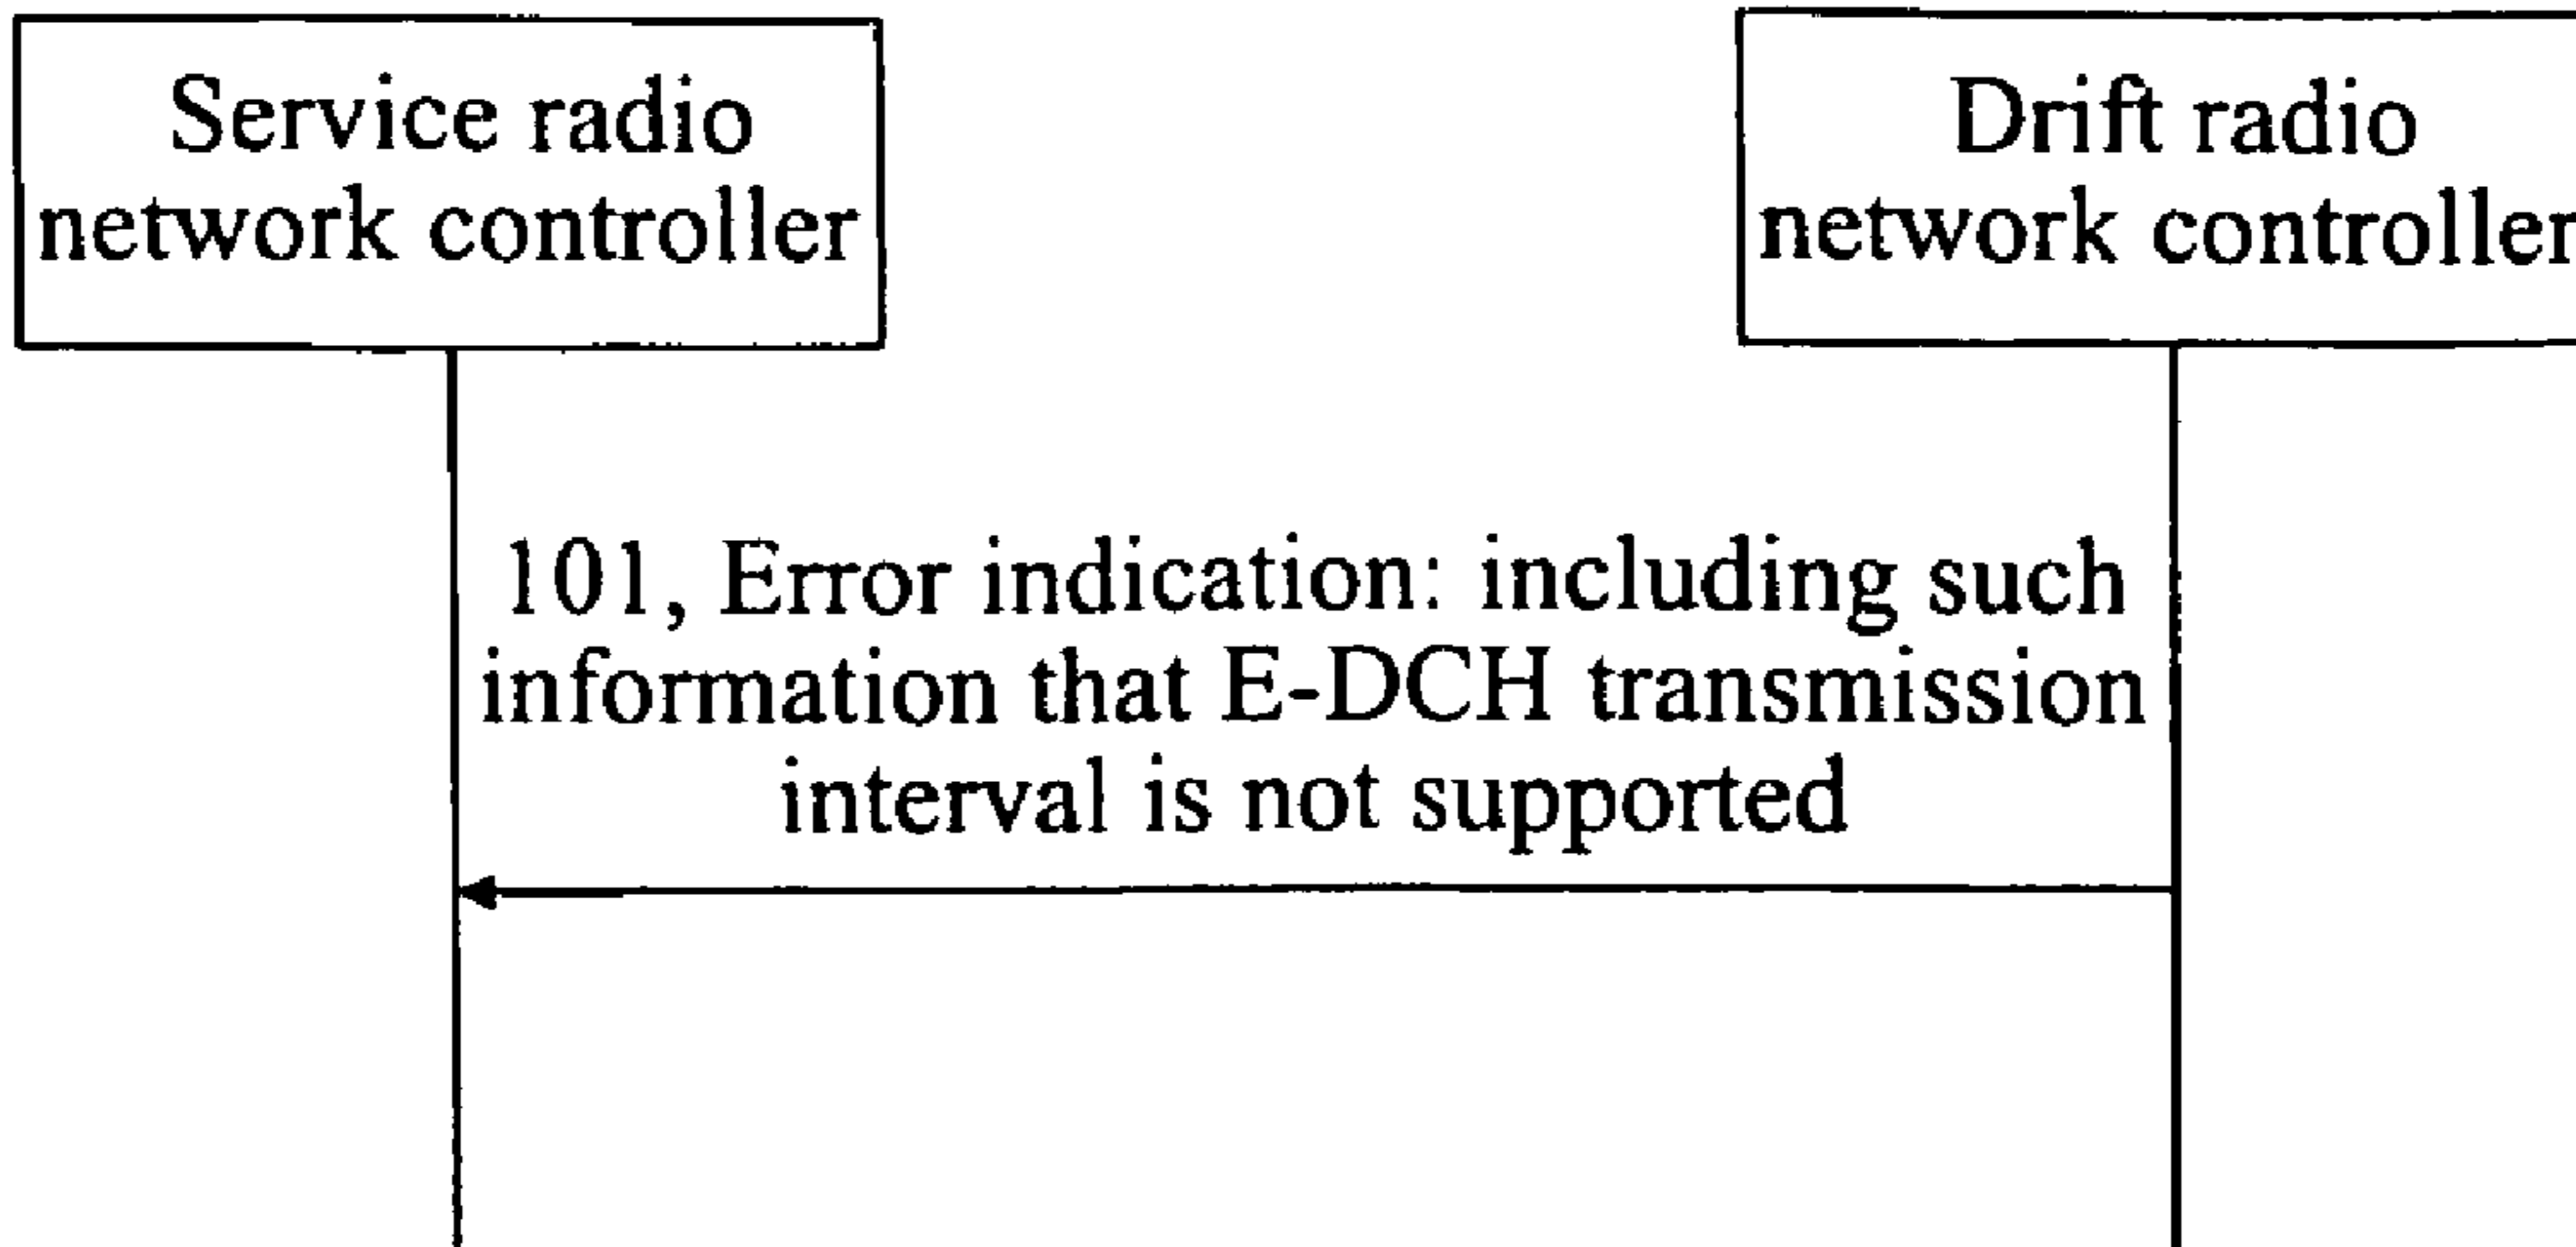 Service radio
network controller
Drift radio
network controller
101, Error indication: including such
information that E-DCH transmission
interval is not supported